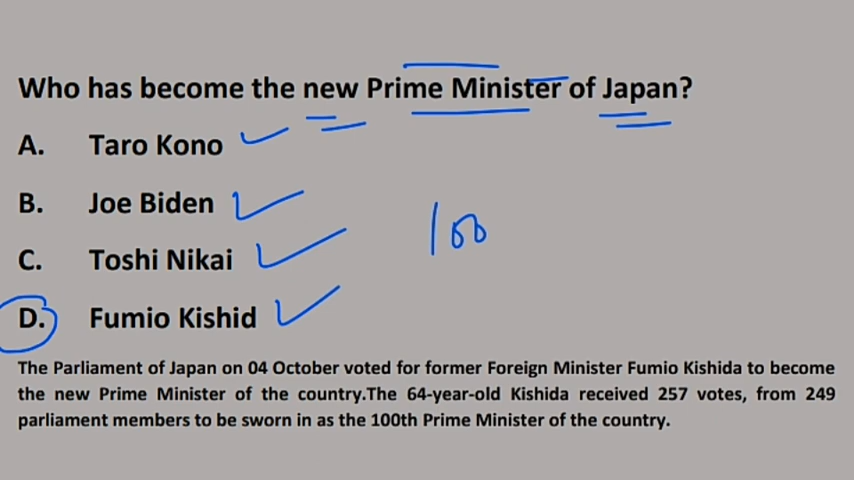 Who has become the new Prime Minister of Japan?
A. Taro Kono
B. Joe Biden
C. Toshi Nikai
100
D. Fumio Kishid
The Parliament of Japan on 04 October voted for former Foreign Minister Fumio Kishida to become
the new Prime Minister of the country.The 64-year-old Kishida received 257 votes, from 249
parliament members to be sworn in as the 100th Prime Minister of the country.